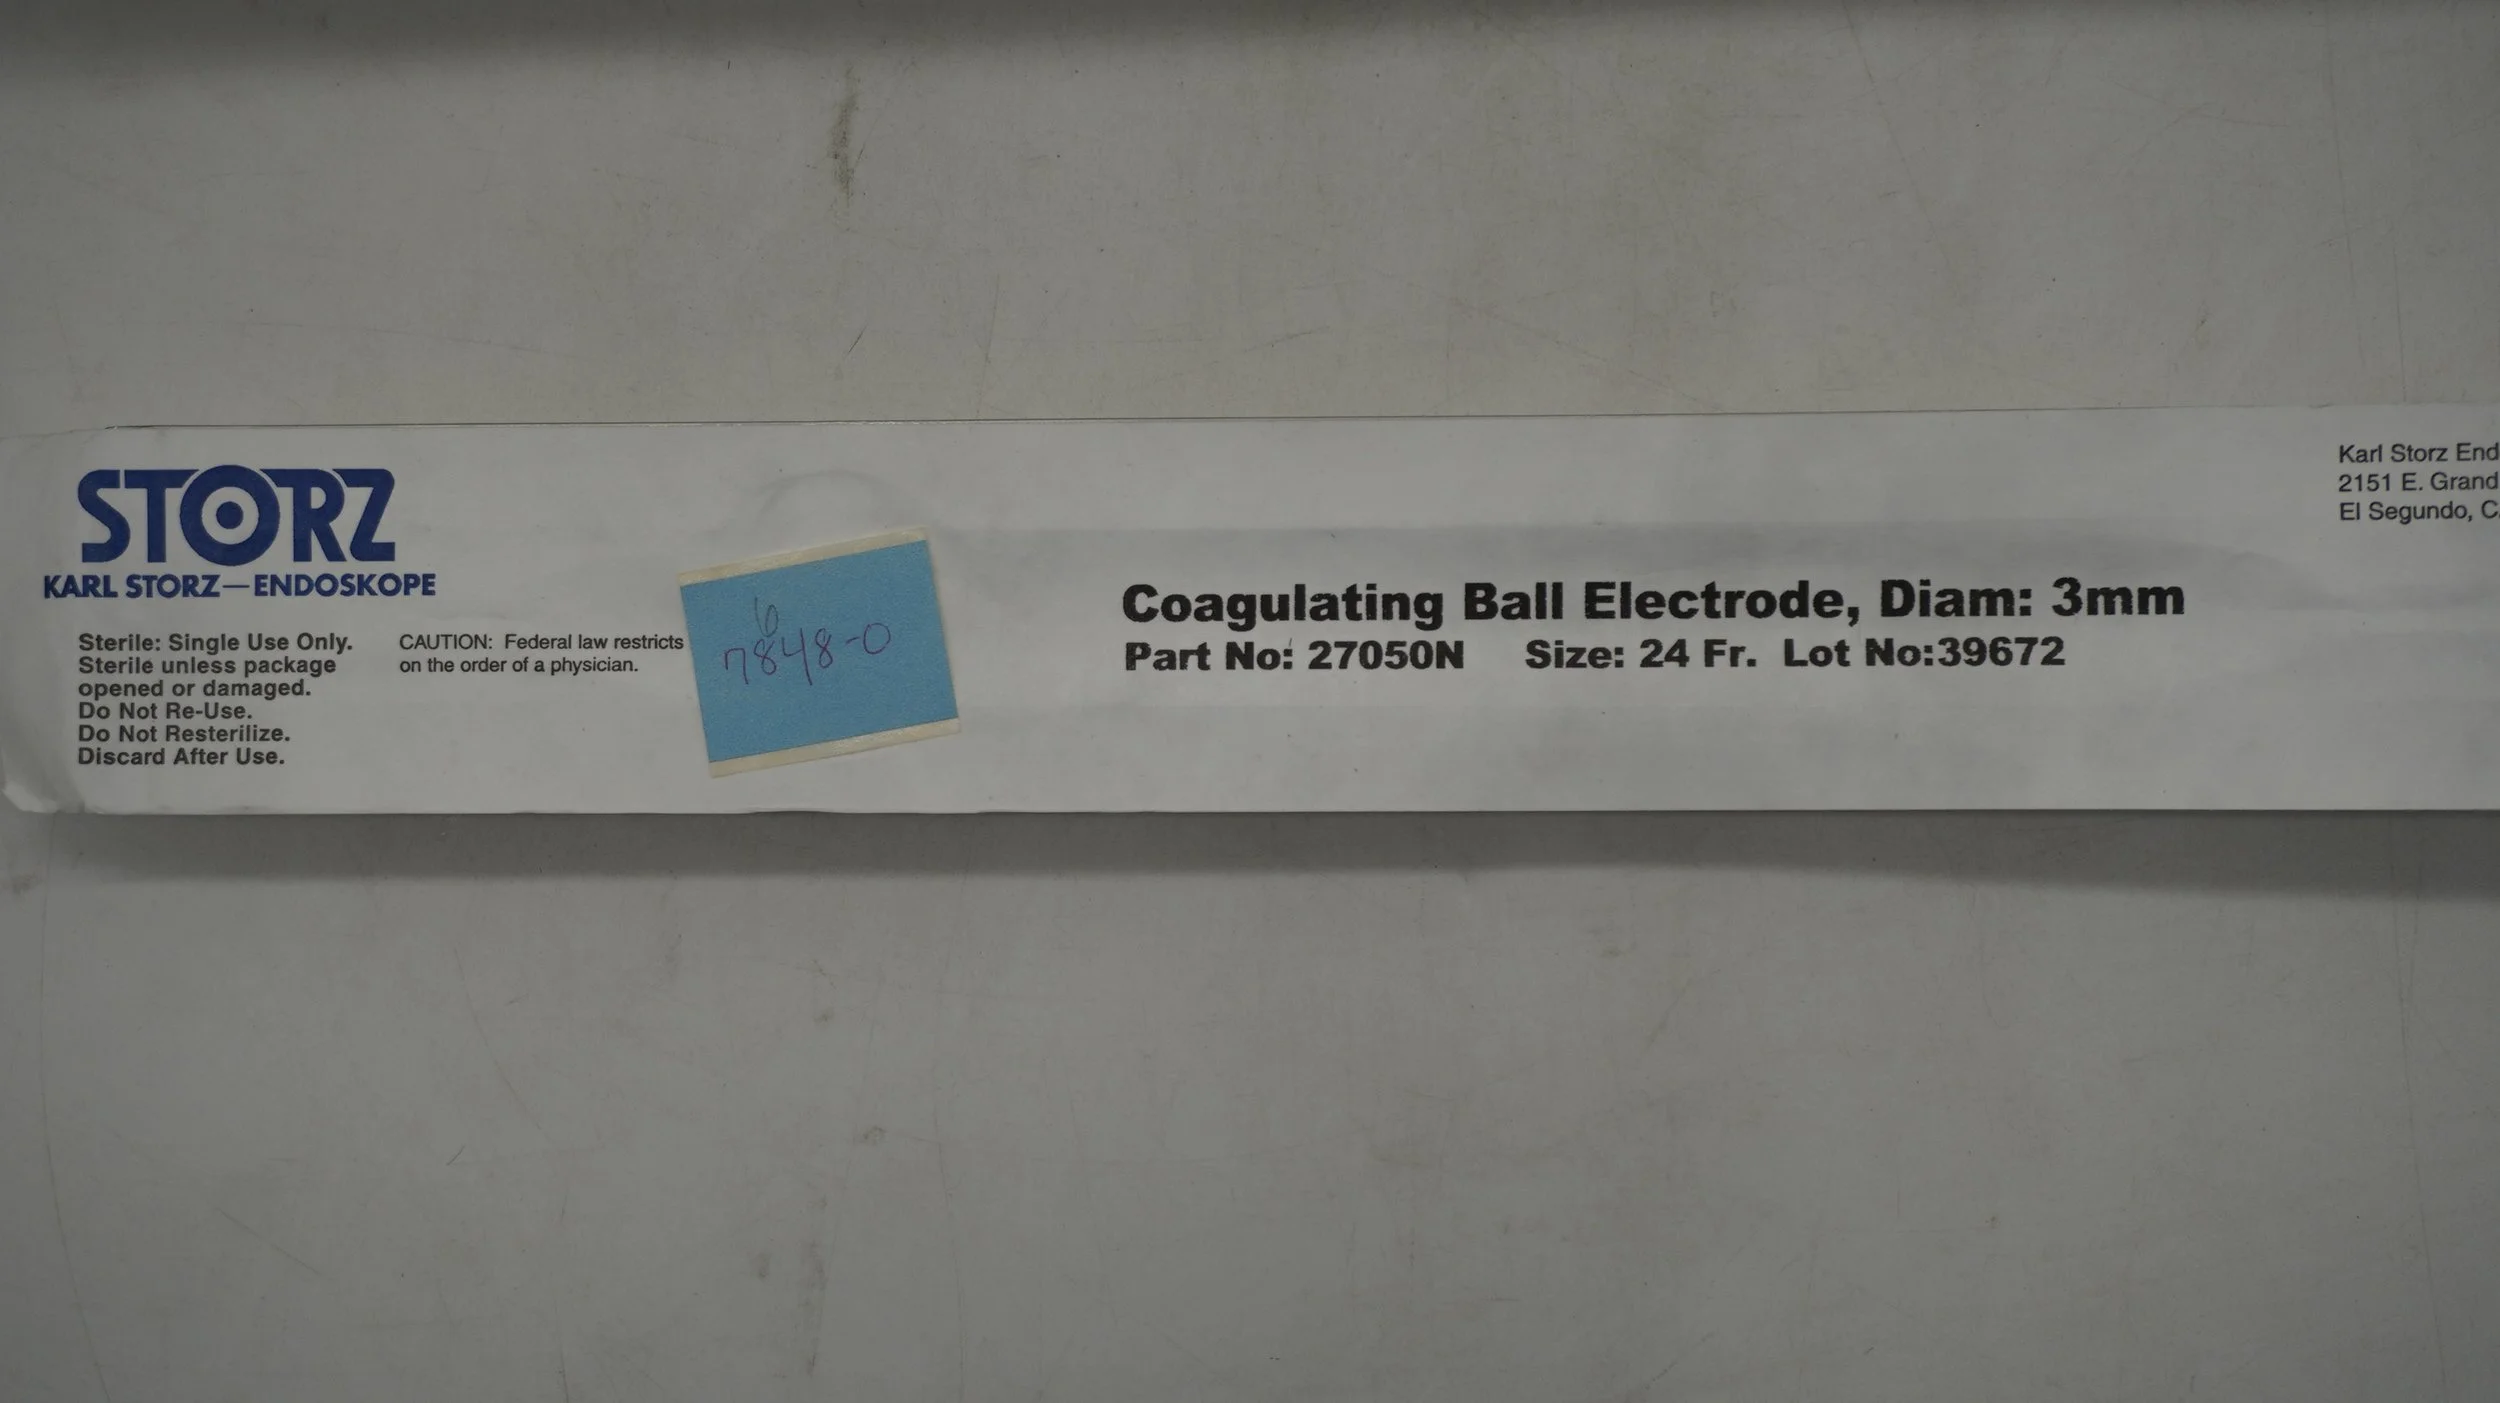 STORZ
KARL STORZ—ENDOSKOPE
Sterile: Single Use Only.
Sterile unless package
opened or damaged.
Do Not Re-Use.
Do Not Resterilize.
Discard After Use.
CAUTION: Federal law restricts
on the order of a physician.
6
7848-0
Coagulating Ball Electrode, Diam: 3mm
Part No: 27050N Size: 24 Fr. Lot No:39672
Karl Storz End
2151 E. Grand
El Segundo, C